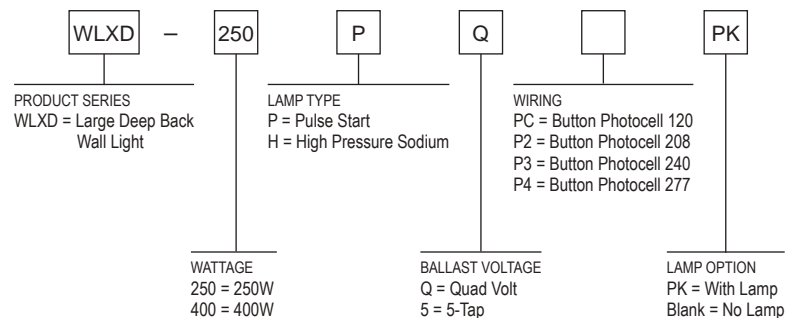 WLXD – 250 P Q PK
PRODUCT SERIES
WLXD = Large Deep Back
Wall Light
LAMP TYPE
P = Pulse Start
H = High Pressure Sodium
WIRING
PC = Button Photocell 120
P2 = Button Photocell 208
P3 = Button Photocell 240
P4 = Button Photocell 277
WATTAGE
250 = 250W
400 = 400W
BALLAST VOLTAGE
Q = Quad Volt
5 = 5-Tap
LAMP OPTION
PK = With Lamp
Blank = No Lamp